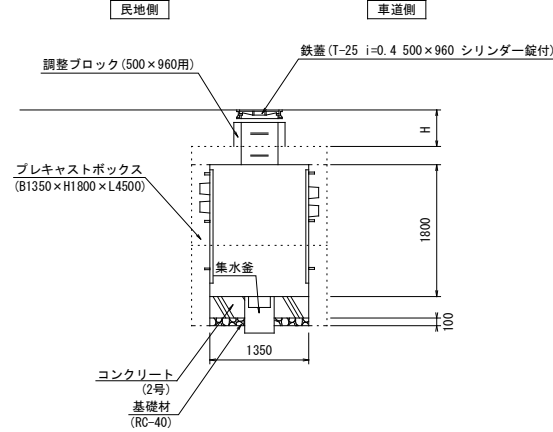 民地側
車道側
鉄蓋(T-25 i=0.4 500×960 シリンダー錠付)
調整ブロック(500×960用)
H
プレキャストボックス
(B1350×H1800×L4500)
1800
集水釜
100
1350
コンクリート
(2号)
基礎材
(RC-40)